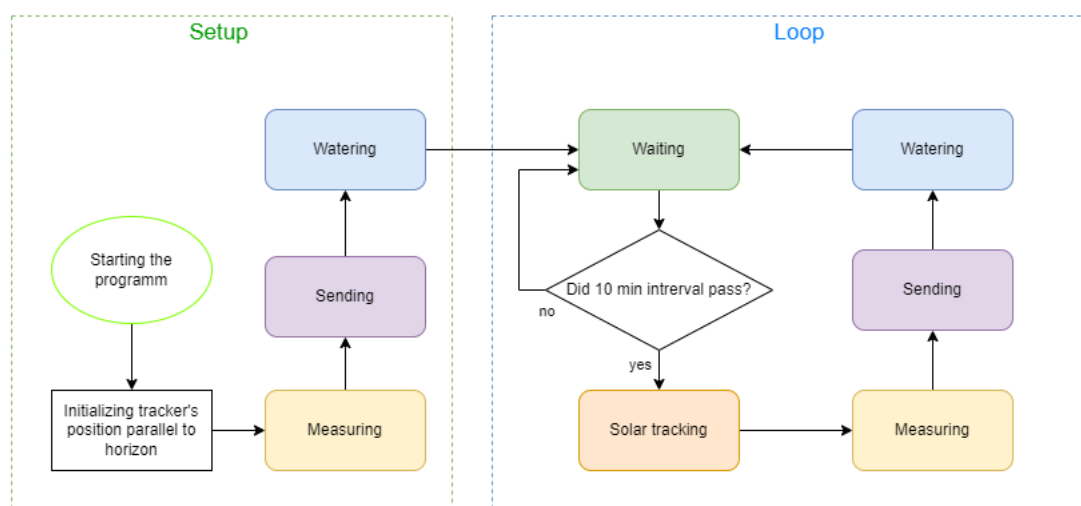 Setup
Loop
Watering
Waiting
Watering
Starting the
programm
Sending
Did 10 min intrerval pass?
no
Sending
yes
Initializing tracker's
position parallel to
horizon
Measuring
Solar tracking
Measuring